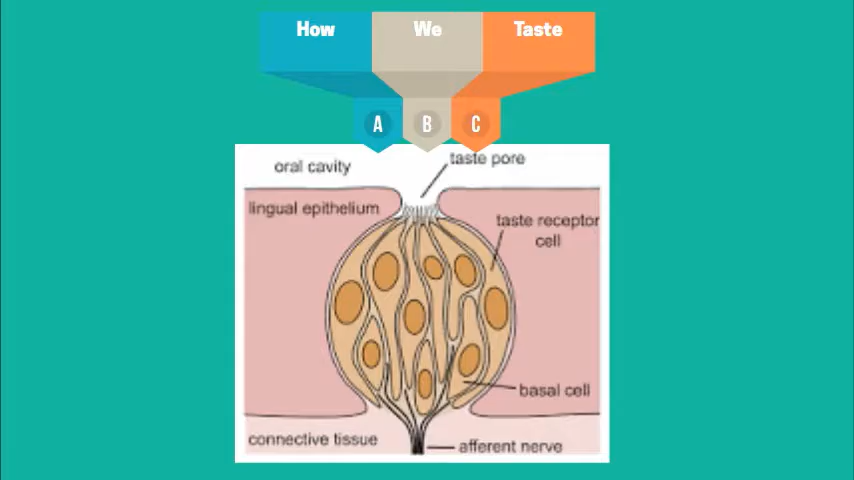 How We Taste
A B C
oral cavity
taste pore
lingual epithelium
taste receptor
cell
basal cell
connective tissue
afferent nerve